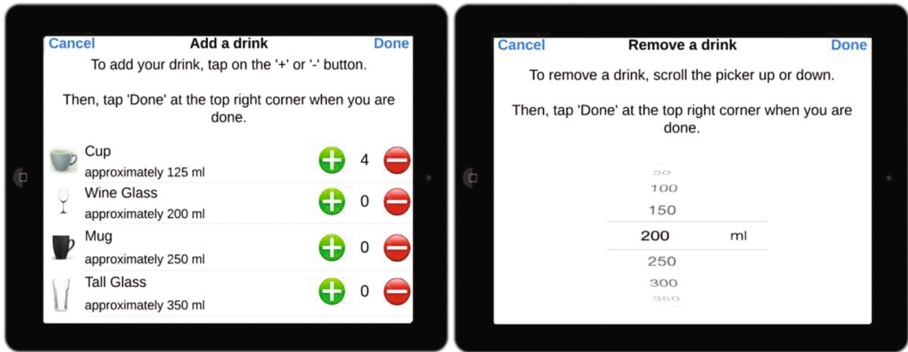 Cancel Add a drink Done
To add your drink, tap on the '+' or '-' button.
Then, tap 'Done' at the top right corner when you are
done.
Cup
approximately 125 ml
4
Wine Glass
approximately 200 ml
0
Mug
approximately 250 ml
0
Tall Glass
approximately 350 ml
0
Cancel Remove a drink Done
To remove a drink, scroll the picker up or down.
Then, tap 'Done' at the top right corner when you are
done.
50
100
150
200 ml
250
300
350